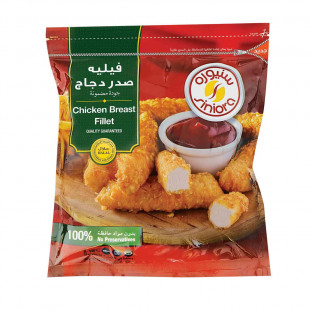 فيليه
صدر دجاج
جودة مضمونة
Chicken Breast
Fillet
QUALITY GUARANTEED
سنيورة
Siniora
حلال
HALAL
100%
بدون مواد حافظة
No Preservatives